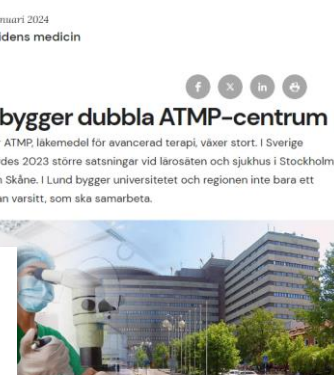 nuari 2024
idens medicin
bygger dubbla ATMP-centrum
ATMP, läkemedel för avancerad terapi, växer stort. I Sverige
des 2023 större satsningar vid lärosäten och sjukhus i Stockholm
Skåne. I Lund bygger universitetet och regionen inte bara ett
an varsitt, som ska samarbeta.